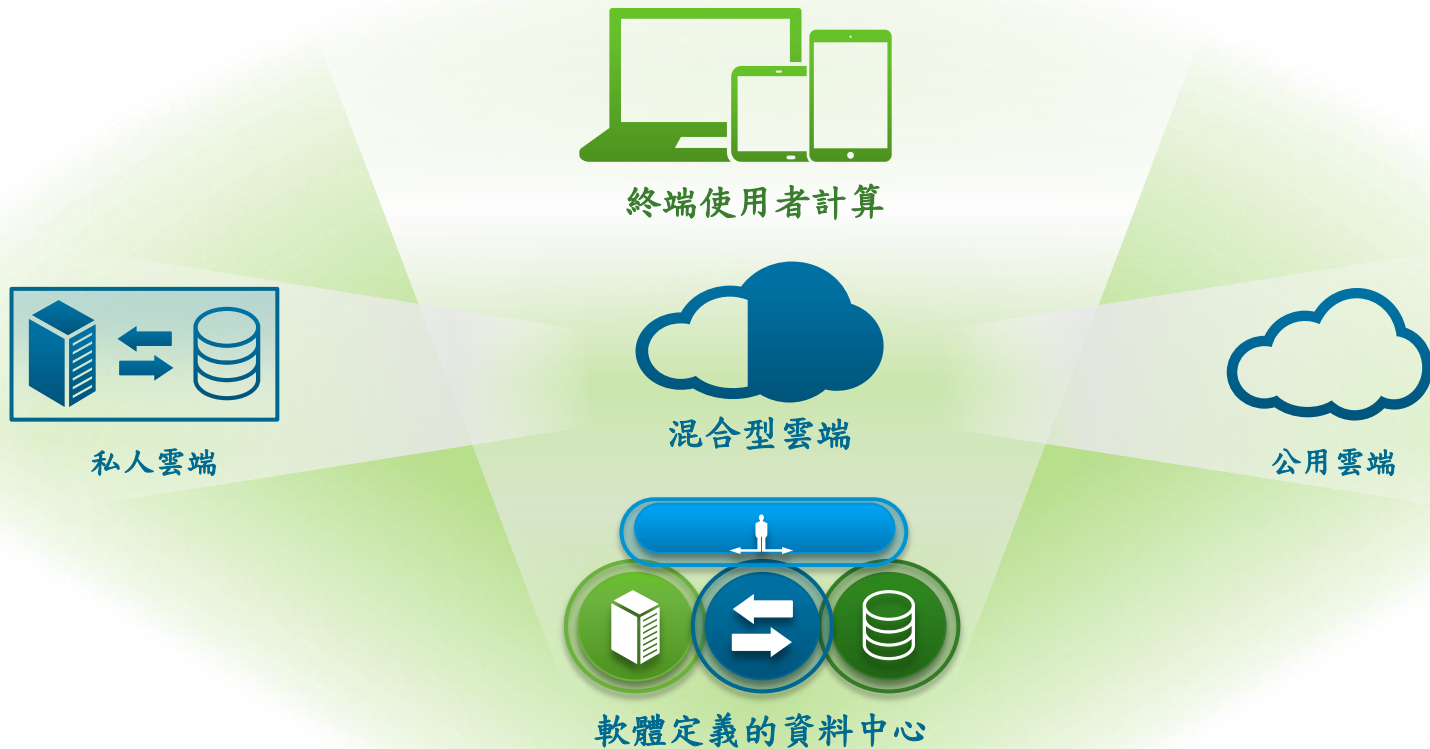 終端使用者計算
混合型雲端
私人雲端
公用雲端
軟體定義的資料中心